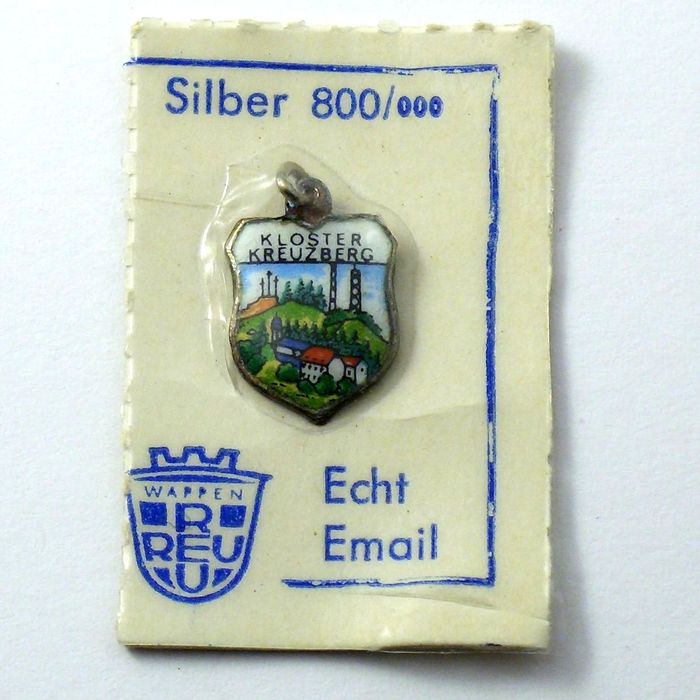 Silber 800/000
KLOSTER
KREUZBERG
WAPPEN
REU
REU
Echt
Email